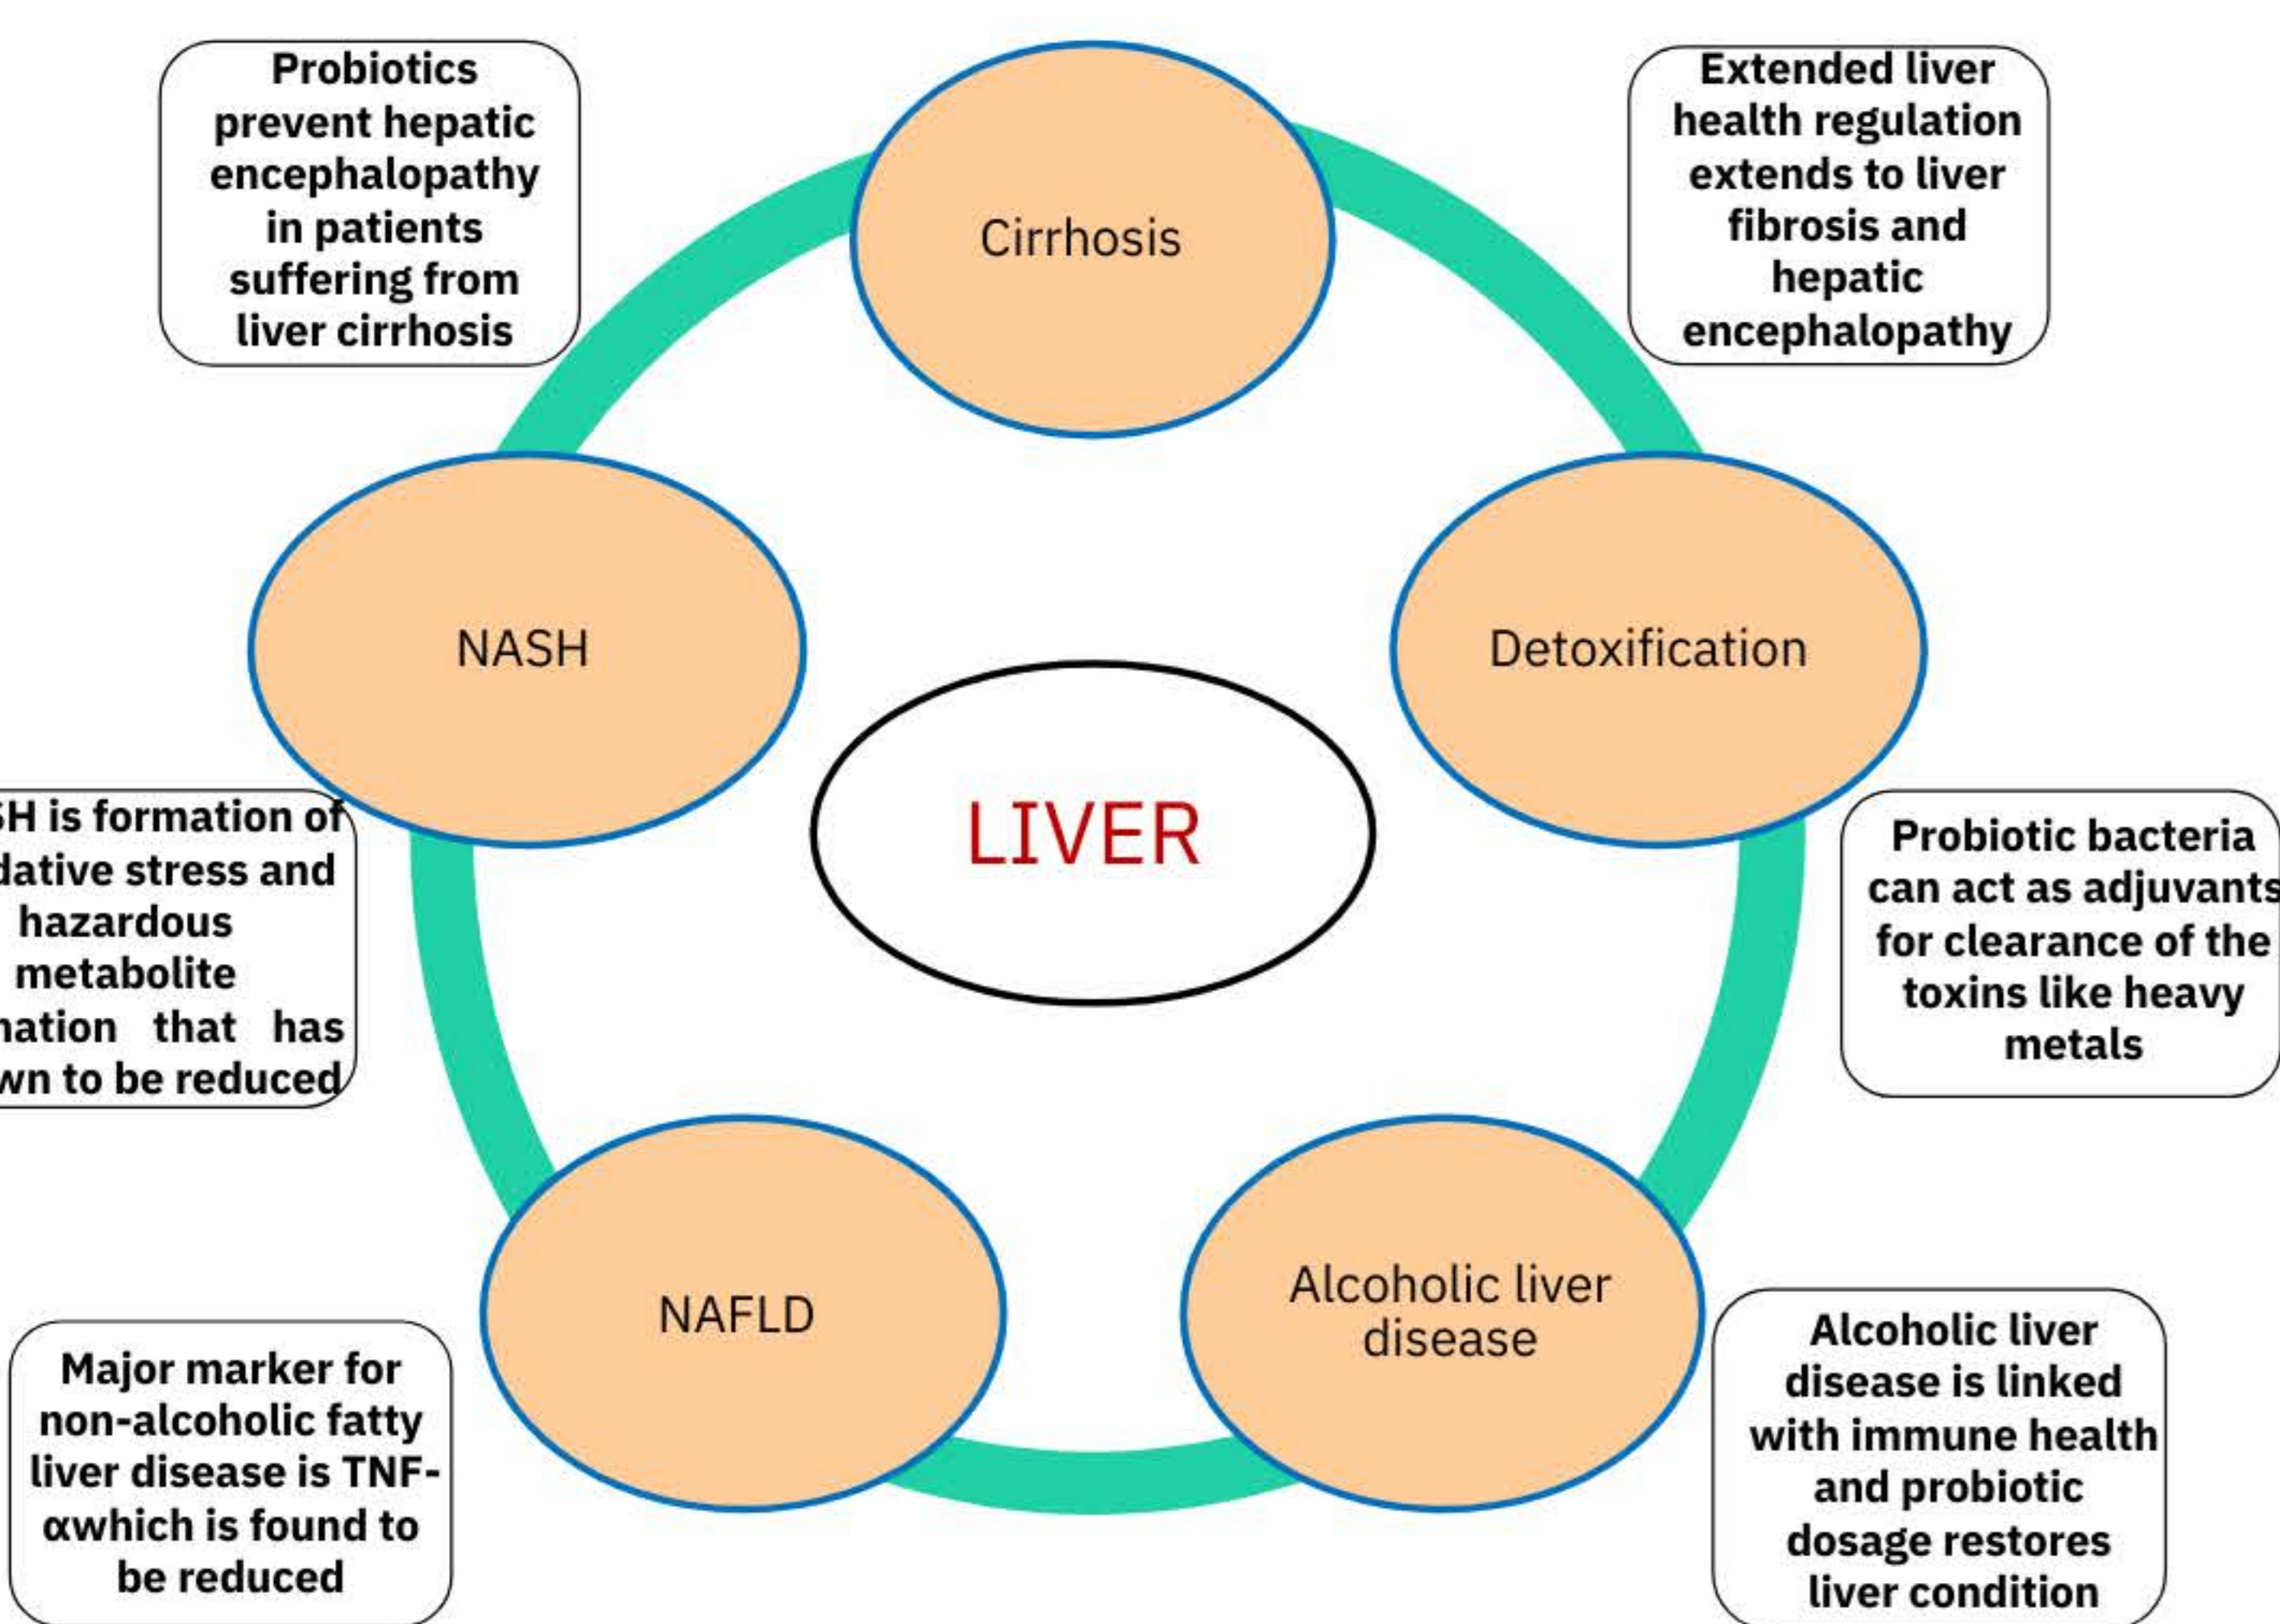 Probiotics
prevent hepatic
encephalopathy
in patients
suffering from
liver cirrhosis
Cirrhosis
Extended liver
health regulation
extends to liver
fibrosis and
hepatic
encephalopathy
NASH
Detoxification
LIVER
is formation of
stress and
hazardous
metabolite
that has
to be reduced
Probiotic bacteria
can act as adjuvants
for clearance of the
toxins like heavy
metals
NAFLD
Alcoholic liver
disease
Major marker for
non-alcoholic fatty
liver disease is TNF-
αwhich is found to
be reduced
Alcoholic liver
disease is linked
with immune health
and probiotic
dosage restores
liver condition